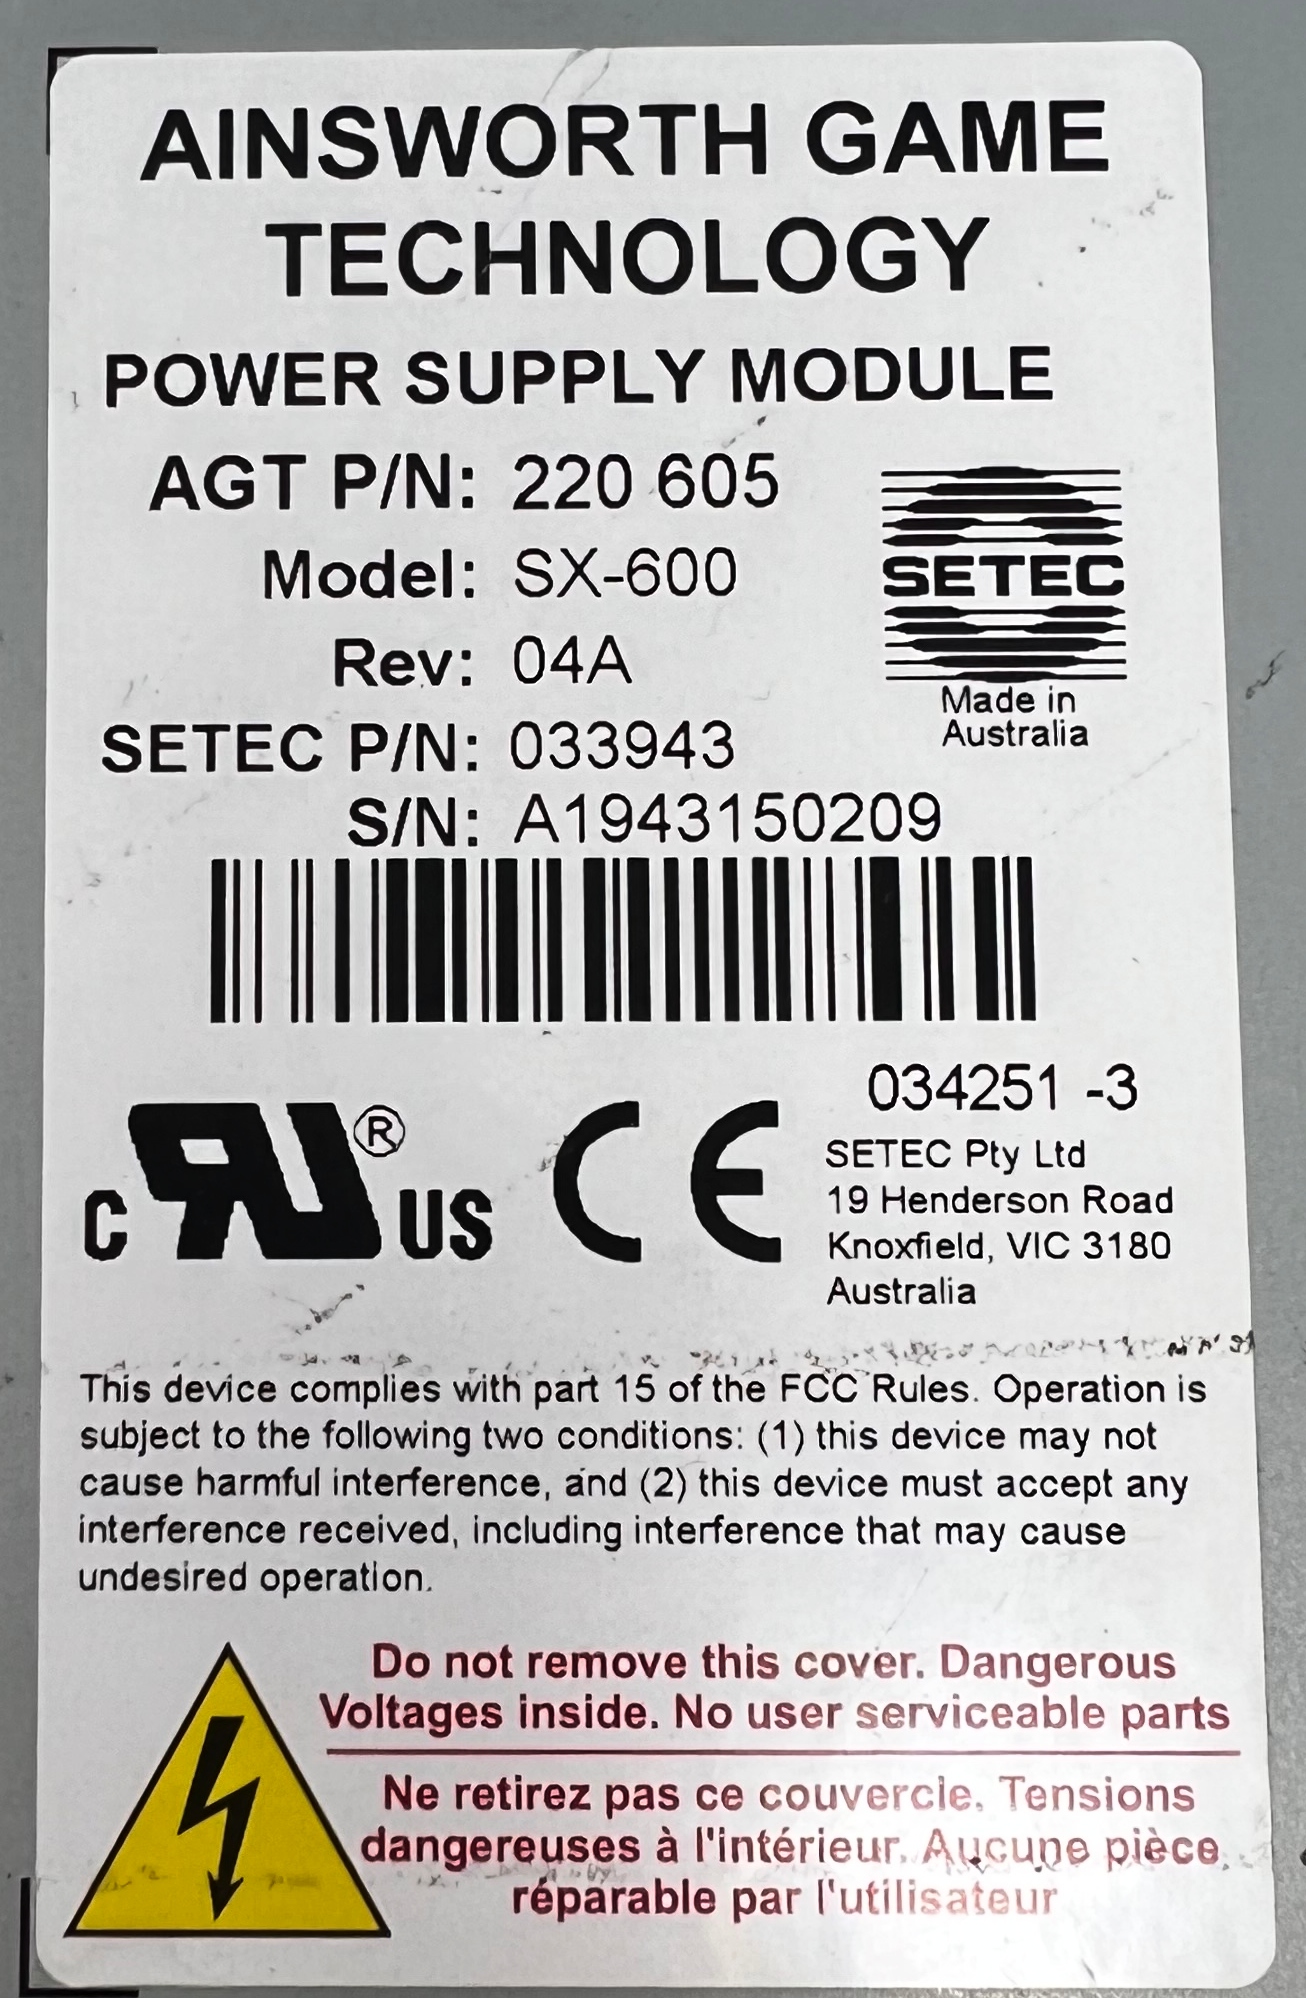 AINSWORTH GAME
TECHNOLOGY
POWER SUPPLY MODULE
AGT P/N: 220 605
Model: SX-600
Rev: 04A
SETEC P/N: 033943
S/N: A1943150209
SETEC
Made in
Australia
C RU® US CE
034251 -3
SETEC Pty Ltd
19 Henderson Road
Knoxfield, VIC 3180
Australia
This device complies with part 15 of the FCC Rules. Operation is
subject to the following two conditions: (1) this device may not
cause harmful interference, and (2) this device must accept any
interference received, including interference that may cause
undesired operation.
Do not remove this cover. Dangerous
Voltages inside. No user serviceable parts
Ne retirez pas ce couvercle. Tensions
dangereuses à l'intérieur. Aucune pièce
réparable par l'utilisateur